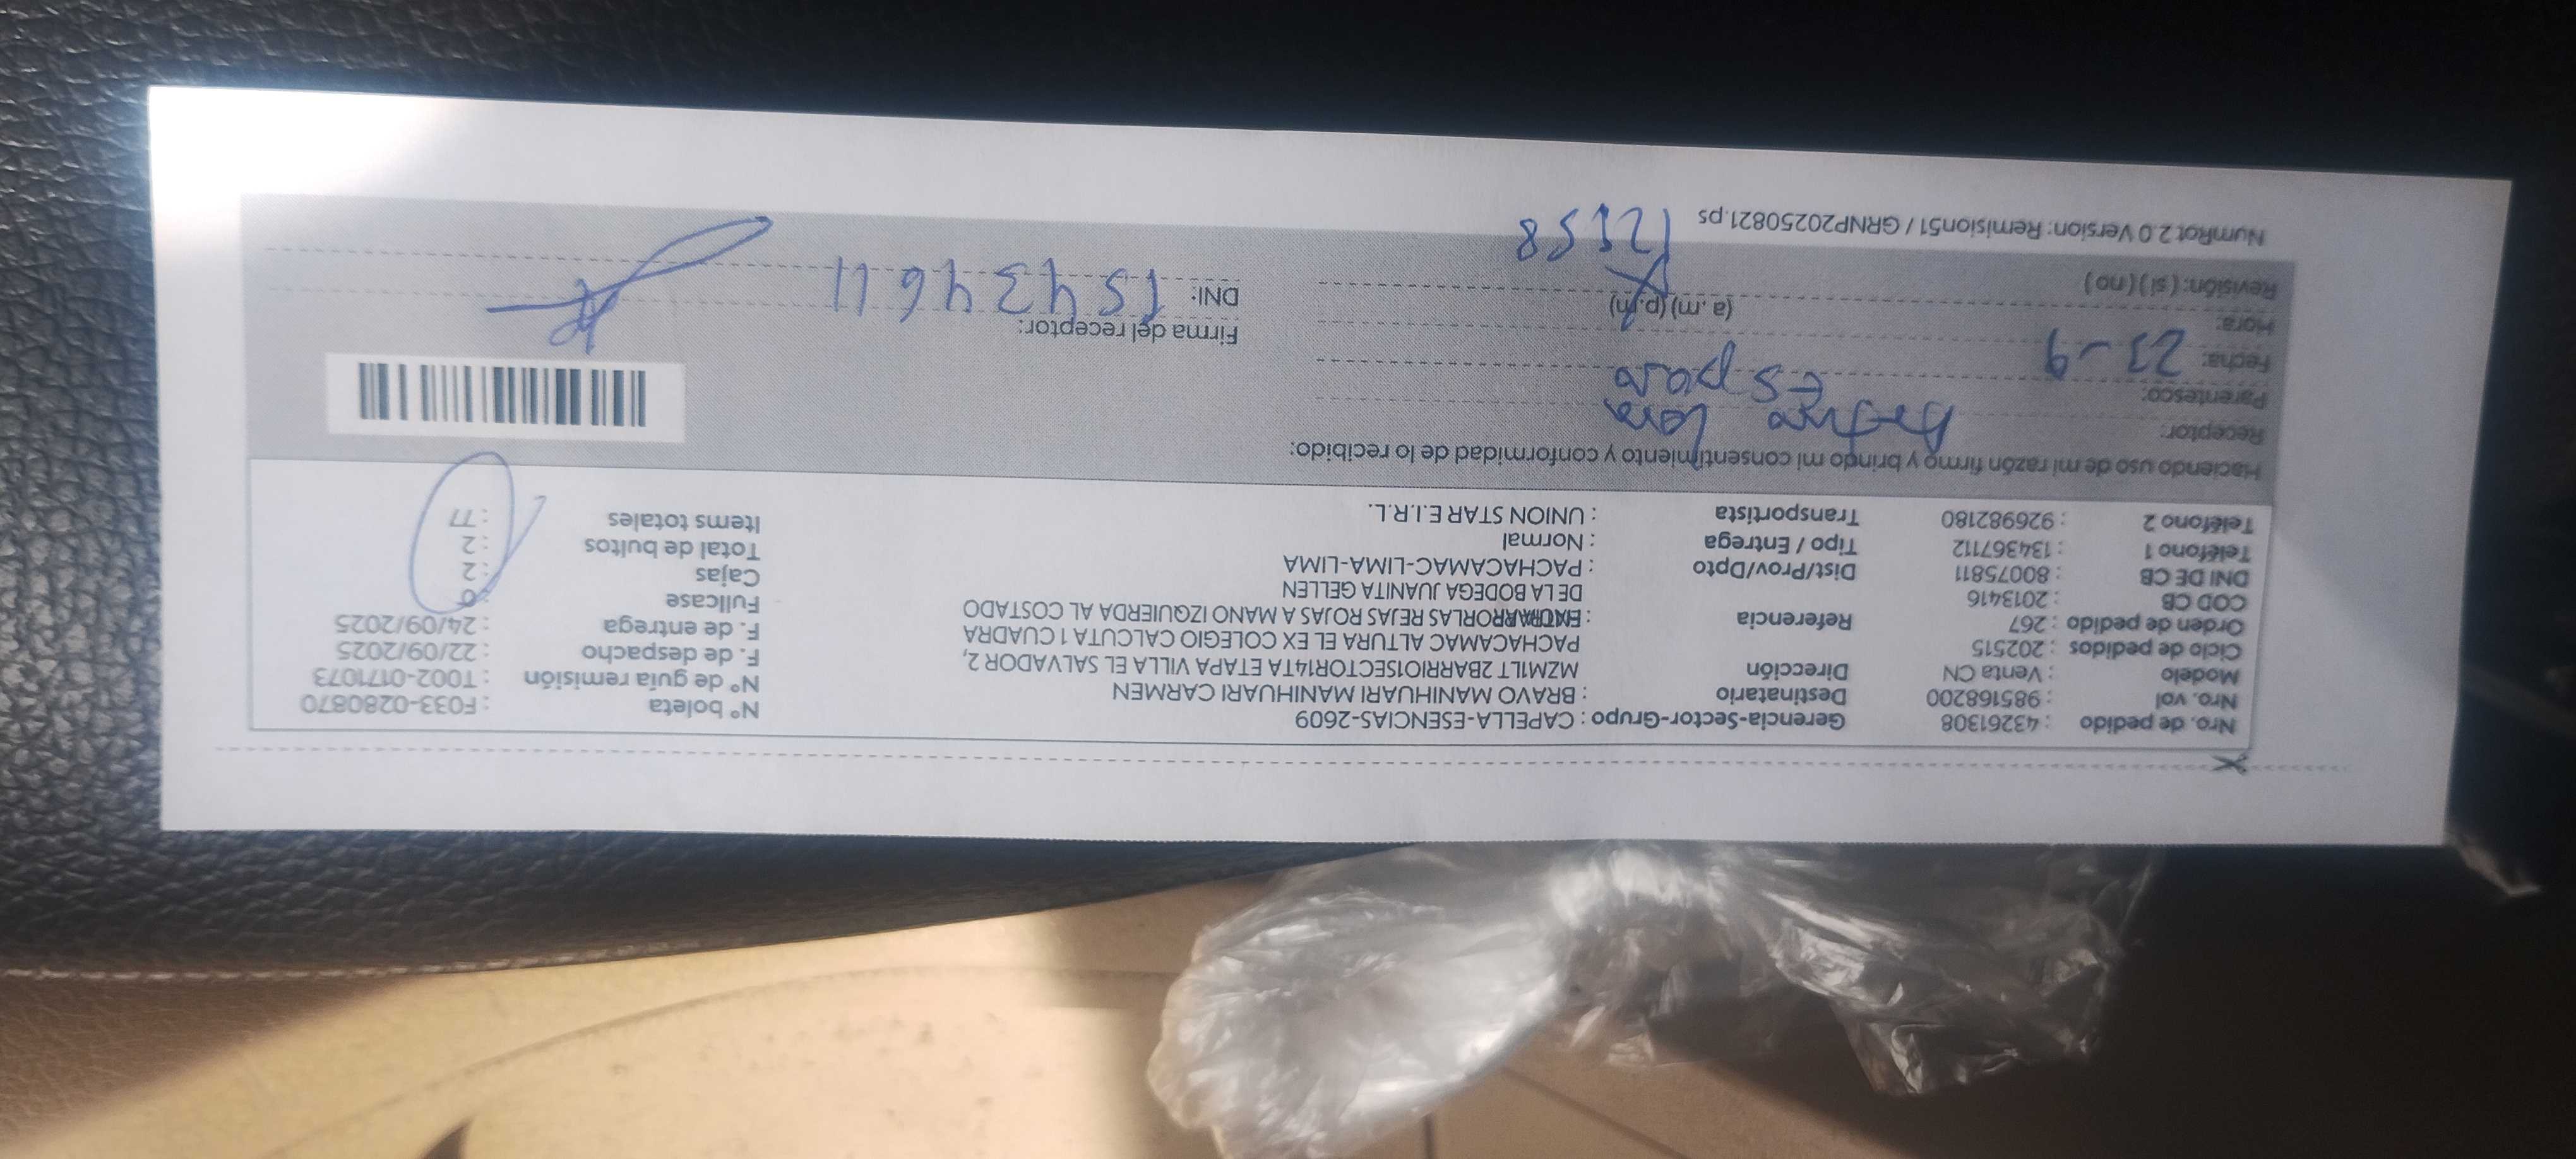 Nro. de pedido : 43261308 Gerencia-Sector-Grupo : CAPELLA-ESENCIAS-2609 N° boleta : F033-0280870
Nro. vol : 985168200 Destinatario : BRAVO MANIHUARI MANIHUARI CARMEN N° de guía remisión : T002-0171073
Modelo : Venta CN Dirección MZM1LT 2BARRIO1SECTOR14TA ETAPA VILLA EL SALVADOR 2, F. de despacho : 22/09/2025
Ciclo de pedidos : 202515 PACHACAMAC ALTURA EL EX COLEGIO CALCUTA 1 CUADRA F. de entrega : 24/09/2025
Orden de pedido : 267 Referencia : LAS REJAS ROJAS A MANO IZQUIERDA AL COSTADO Fullcase : 0
COD CB : 2013416 DE LA BODEGA JUANITA GELLEN Cajas : 2
DNI DE CB : 80075811 Dist/Prov/Dpto : PACHACAMAC-LIMA-LIMA Total de bultos : 2
Teléfono 1 : 134367112 Tipo / Entrega : Normal Items totales : 77
Teléfono 2 : 926982180 Transportista : UNION STAR E.I.R.L.
Haciendo uso de mi razón firmo y brindo mi consentimiento y conformidad de lo recibido:
Receptor:
Parentesco: Esposo
Fecha: 23-9
Hora: (a.m) (p.m) Firma del receptor:
Revisión: (si) (no) DNI: 15434611
12:58
NumRot 2.0 Version: Remision51 / GRNP20250821.ps